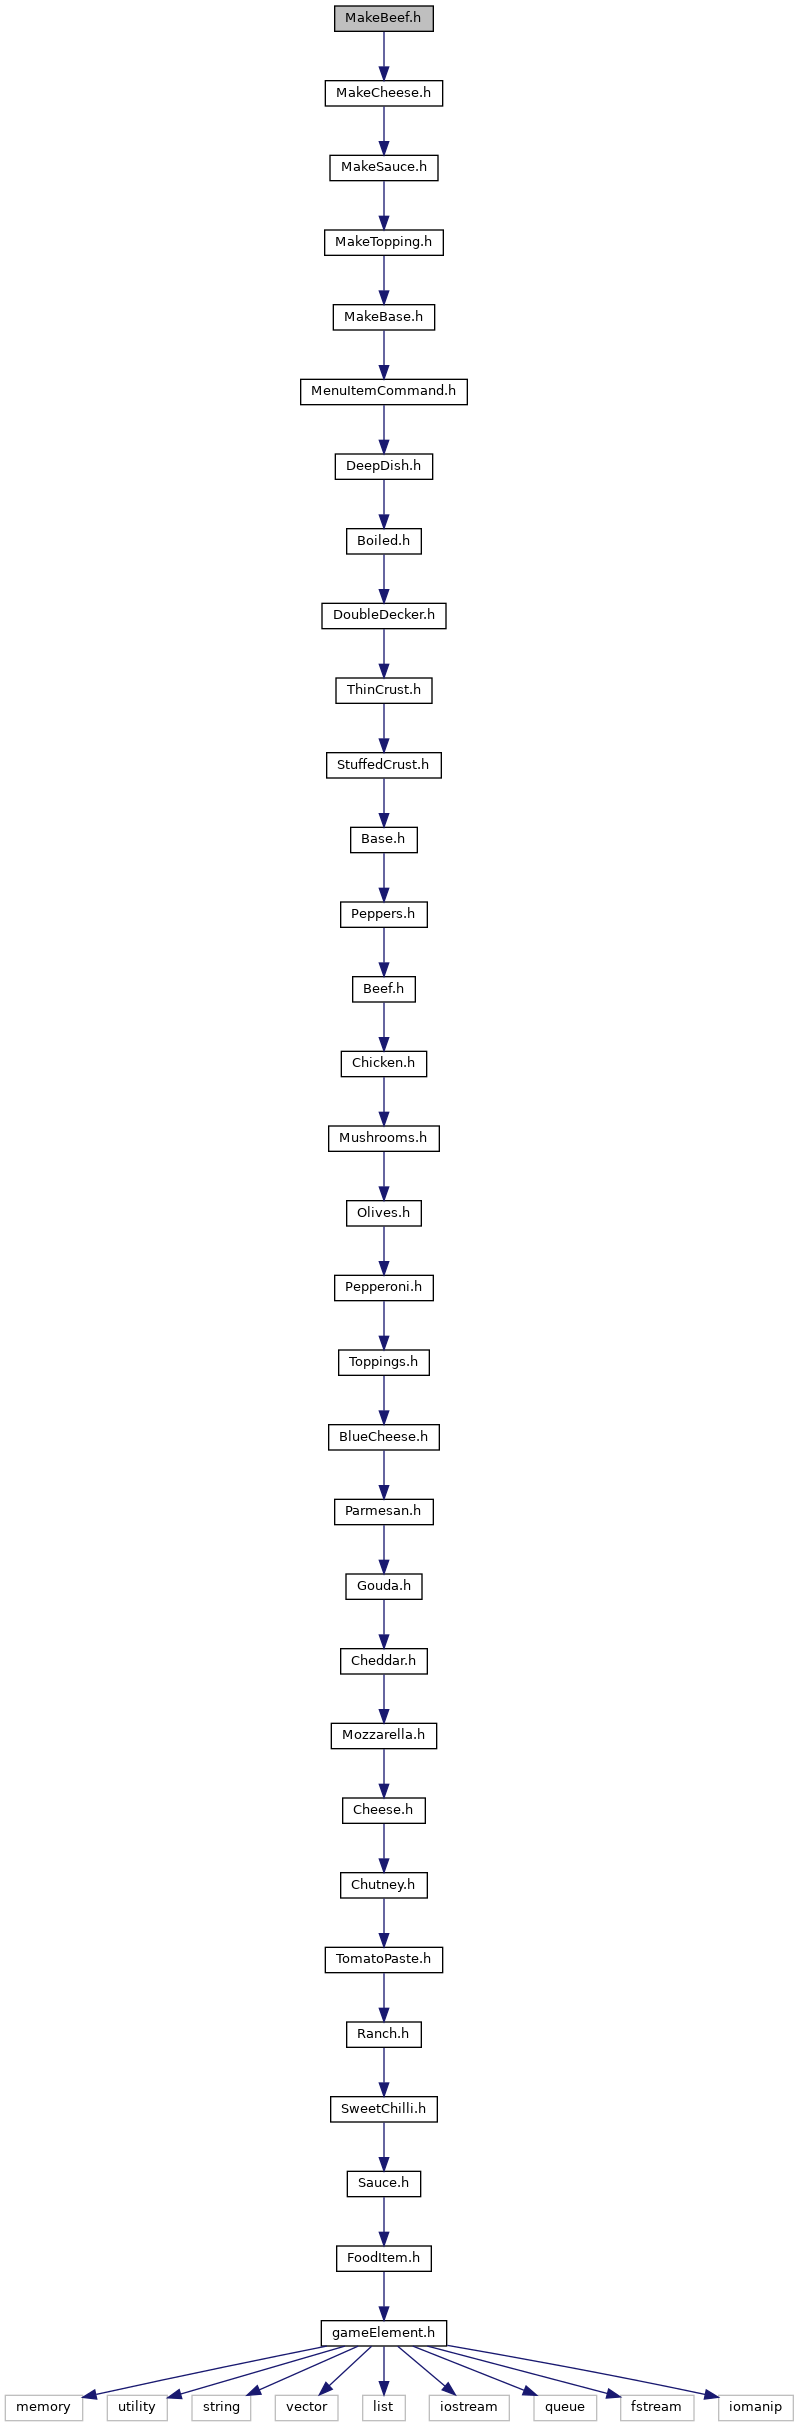 MakeBeef.h
MakeCheese.h
MakeSauce.h
MakeTopping.h
MakeBase.h
MenuItemCommand.h
DeepDish.h
Boiled.h
DoubleDecker.h
ThinCrust.h
StuffedCrust.h
Base.h
Peppers.h
Beef.h
Chicken.h
Mushrooms.h
Olives.h
Pepperoni.h
Toppings.h
BlueCheese.h
Parmesan.h
Gouda.h
Cheddar.h
Mozzarella.h
Cheese.h
Chutney.h
TomatoPaste.h
Ranch.h
SweetChilli.h
Sauce.h
FoodItem.h
gameElement.h
memory utility string vector list iostream queue fstream iomanip